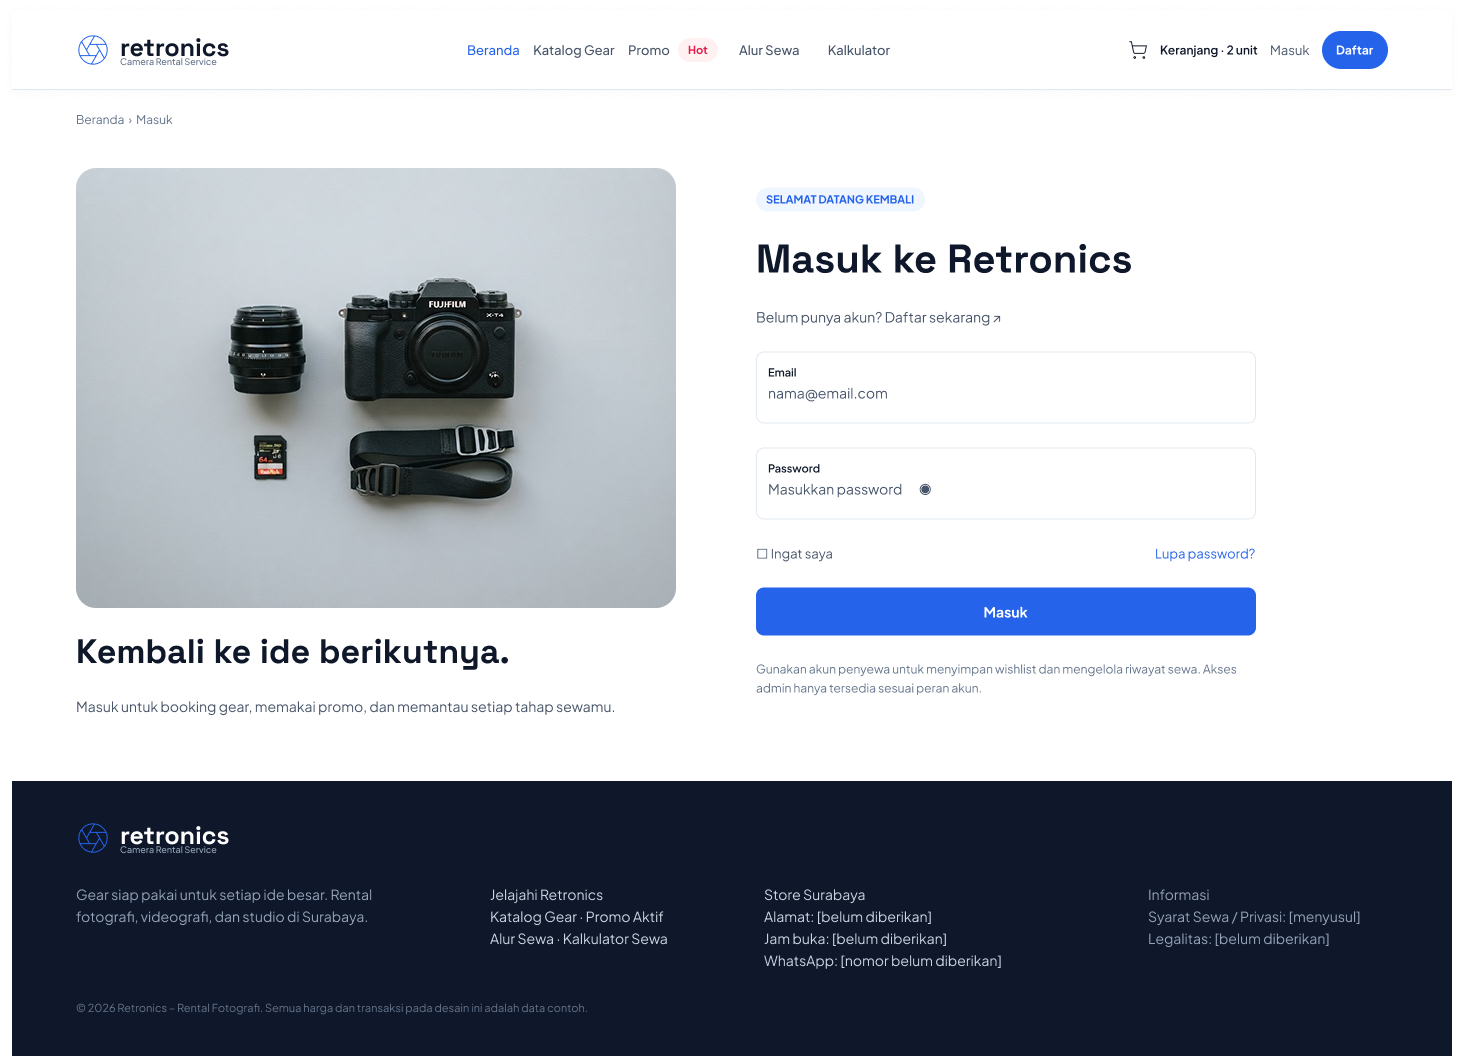 retronics
Camera Rental Service
Beranda Katalog Gear Promo Hot Alur Sewa Kalkulator
Keranjang · 2 unit Masuk Daftar
Beranda › Masuk
FUJIFILM
X-T4
64
SanDisk
Kembali ke ide berikutnya.
Masuk untuk booking gear, memakai promo, dan memantau setiap tahap sewamu.
SELAMAT DATANG KEMBALI
Masuk ke Retronics
Belum punya akun? Daftar sekarang ↗
Email
nama@email.com
Password
Masukkan password ◉
☐ Ingat saya
Lupa password?
Masuk
Gunakan akun penyewa untuk menyimpan wishlist dan mengelola riwayat sewa. Akses
admin hanya tersedia sesuai peran akun.
retronics
Camera Rental Service
Gear siap pakai untuk setiap ide besar. Rental
fotografi, videografi, dan studio di Surabaya.
Jelajahi Retronics
Katalog Gear · Promo Aktif
Alur Sewa · Kalkulator Sewa
Store Surabaya
Alamat: [belum diberikan]
Jam buka: [belum diberikan]
WhatsApp: [nomor belum diberikan]
Informasi
Syarat Sewa / Privasi: [menyusul]
Legalitas: [belum diberikan]
© 2026 Retronics – Rental Fotografi. Semua harga dan transaksi pada desain ini adalah data contoh.